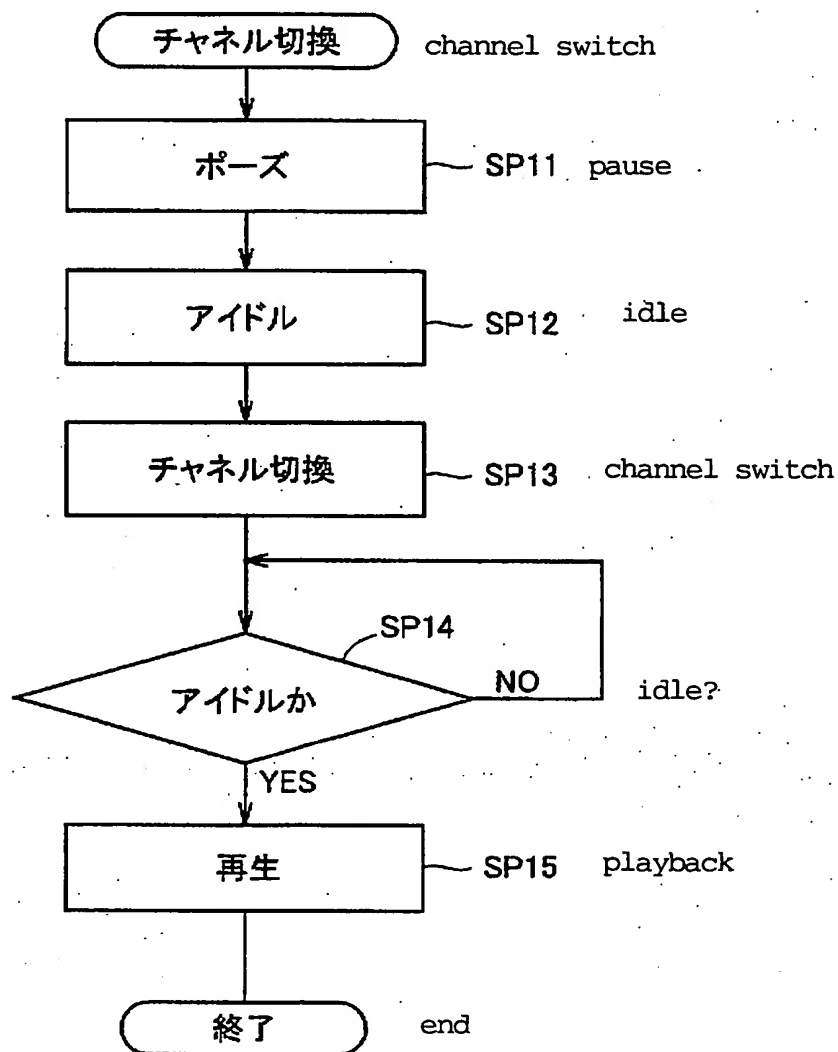 チャネル切換 channel switch
ポーズ SP11 pause
アイドル SP12 idle
チャネル切換 SP13 channel switch
SP14
アイドルか NO idle?
YES
再生 SP15 playback
終了 end